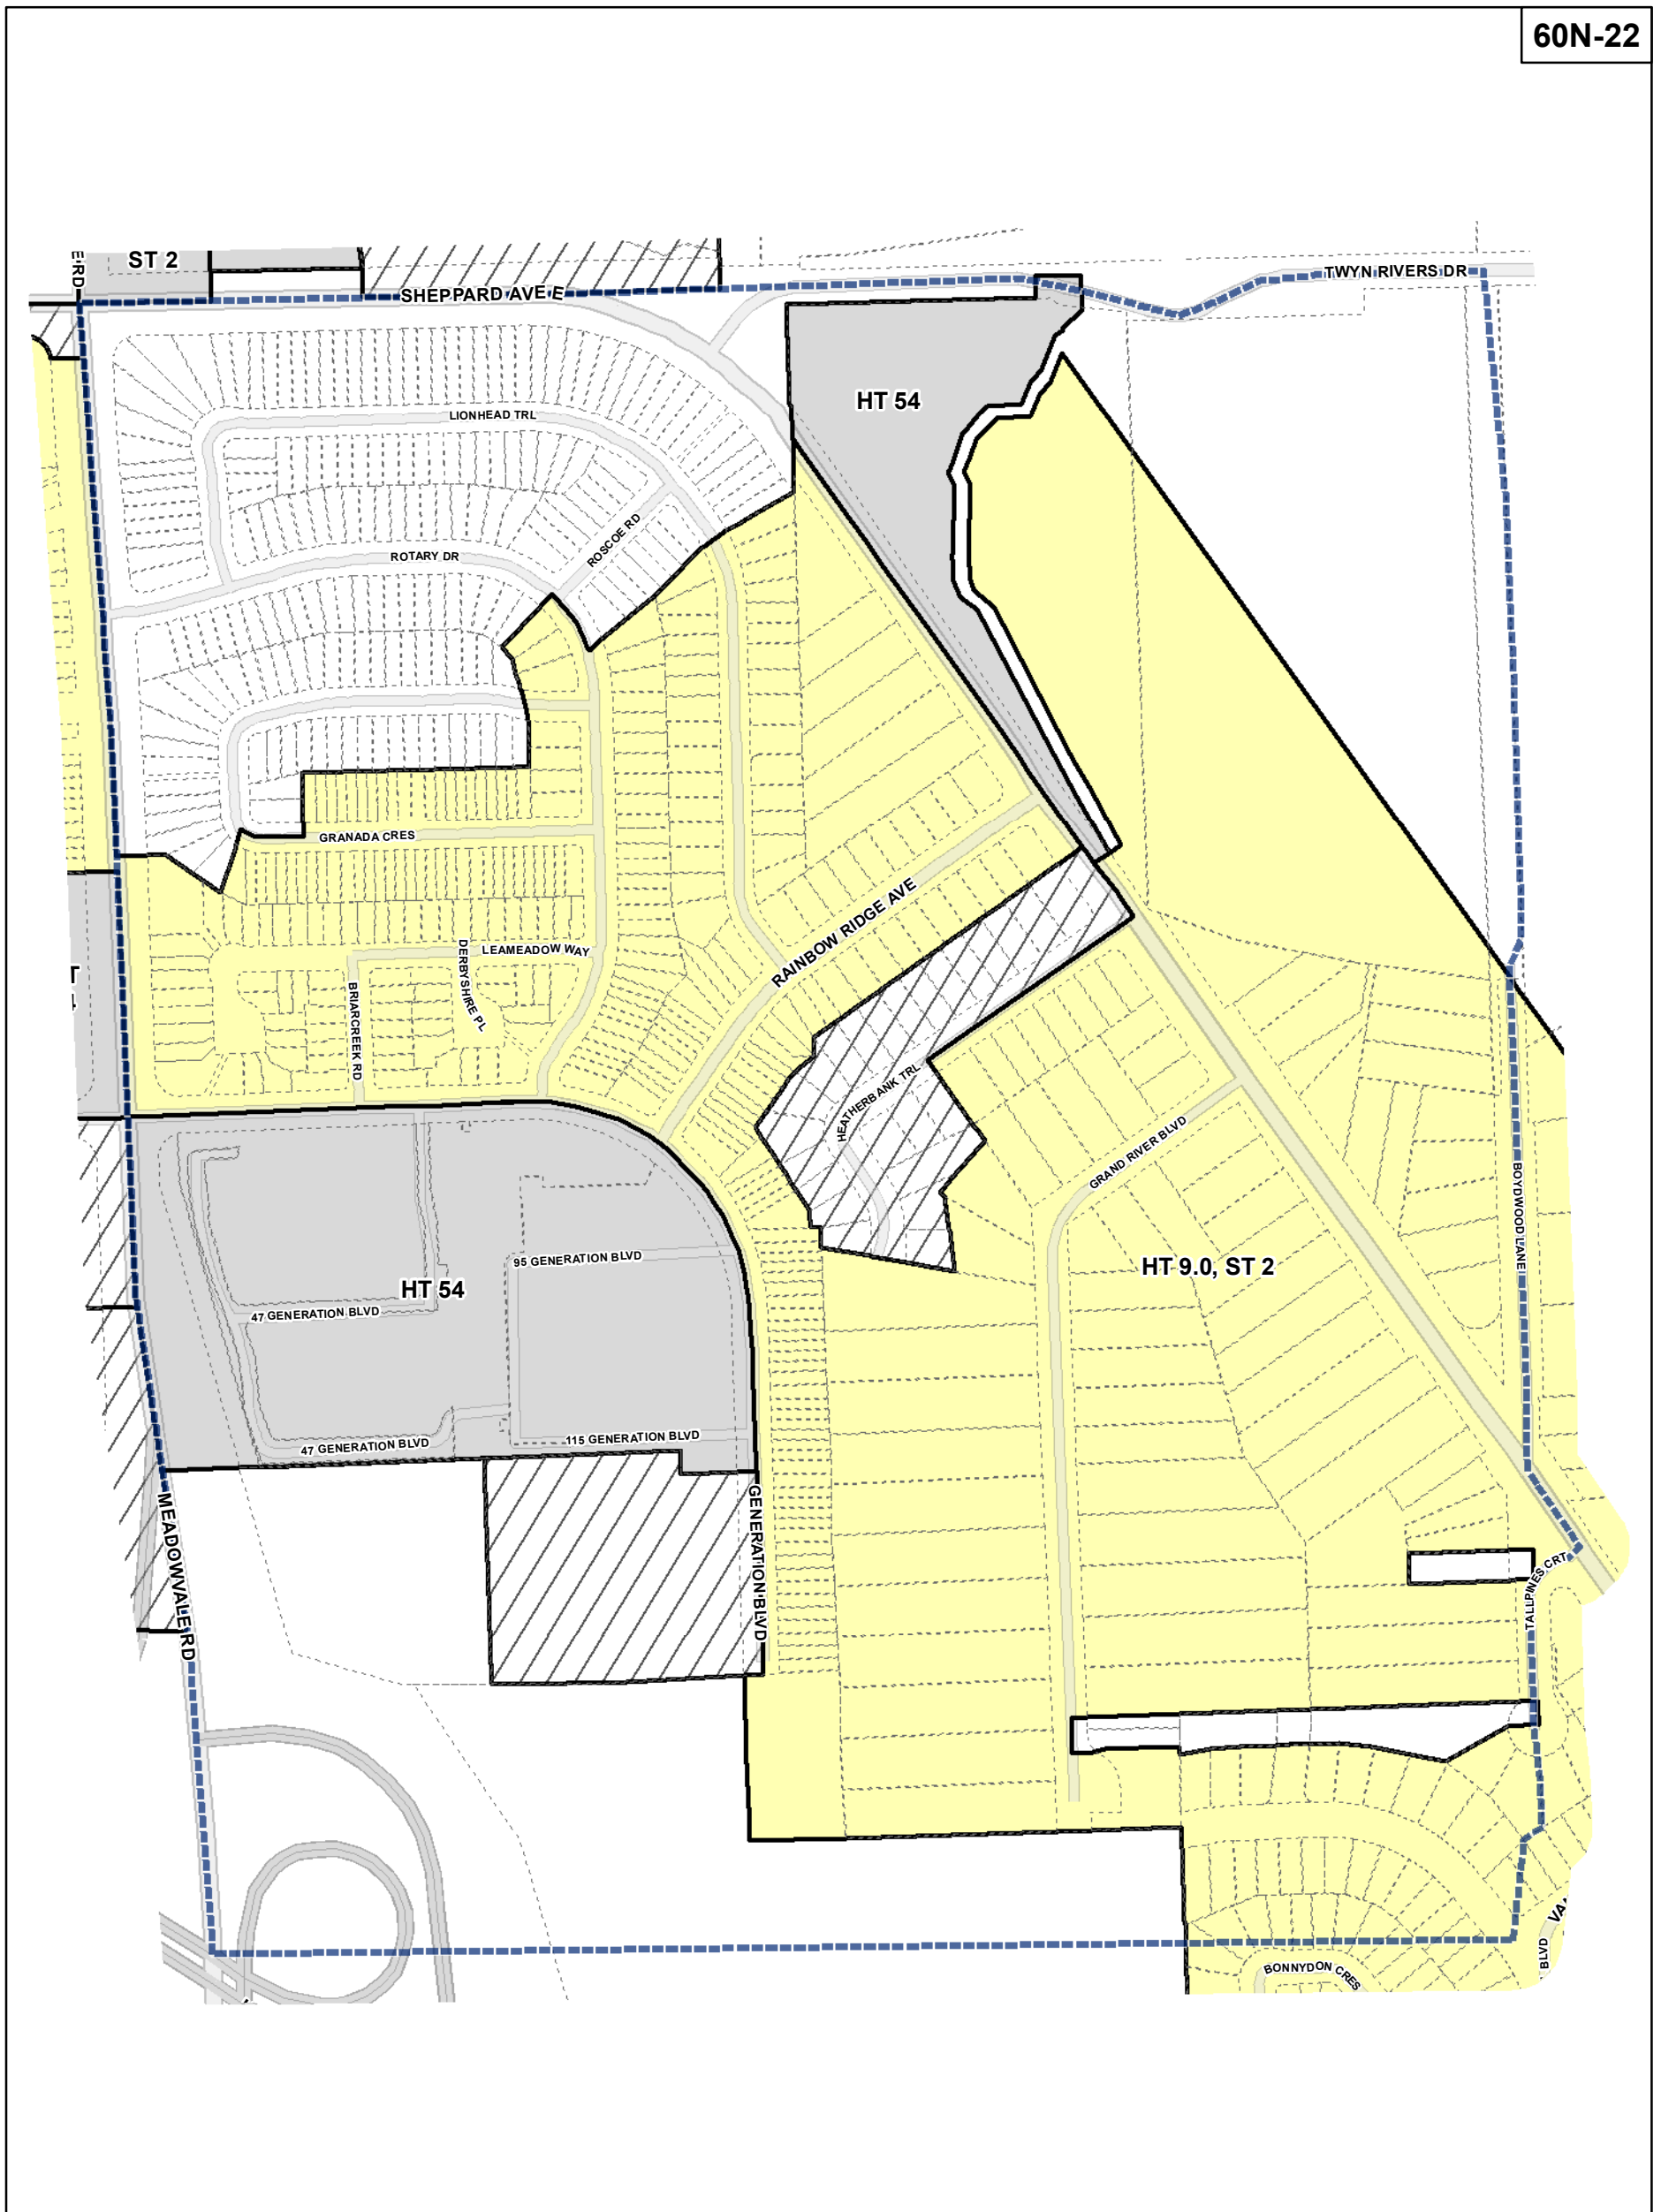 60N-22
E RD
ST 2
SHEPPARD AVE E
TWYN RIVERS DR
HT 54
LIONHEAD TRL
ROSCOE RD
ROTARY DR
GRANADA CRES
RAINBOW RIDGE AVE
LEAMEADOW WAY
DERBYSHIRE PL
BRIARCREEK RD
HEATHERBANK TRL
GRAND RIVER BLVD
BOYDWOOD LANE
95 GENERATION BLVD
HT 9.0, ST 2
HT 54
47 GENERATION BLVD
115 GENERATION BLVD
47 GENERATION BLVD
MEADOWVALE RD
GENERATION BLVD
TALLPINES CRT
BLVD
BONNYDON CRES